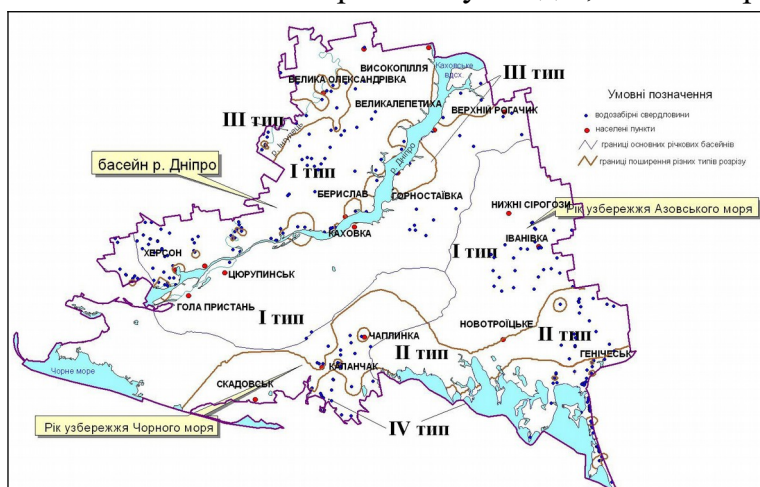 ВИСОКОПІЛЛЯ
Каховське
вдсх.
III тип
ВЕЛИКА ОЛЕКСАНДРІВКА
ВЕЛИКАЛЕПЕТИХА
ВЕРХНІЙ РОГАЧИК
Умовні позначення
водозабірні свердловини
населені пункти
границі основних річкових басейнів
границі поширення різних типів розрізу
III тип
р. Інгулець
I тип
р. Дніпро
басейн р. Дніпро
БЕРИСЛАВ
ГОРНОСТАЇВКА
НИЖНІ СІРОГОЗИ
Рік узбережжя Азовського моря
КАХОВКА
I тип
ІВАНІВКА
ХЕРСОН
ЦЮРУПИНСЬК
ГОЛА ПРИСТАНЬ
I тип
НОВОТРОЇЦЬКЕ
II тип
ЧАПЛИНКА
II тип
ГЕНІЧЕСЬК
Чорне море
КАЛАНЧАК
СКАДОВСЬК
IV тип
Рік узбережжя Чорного моря